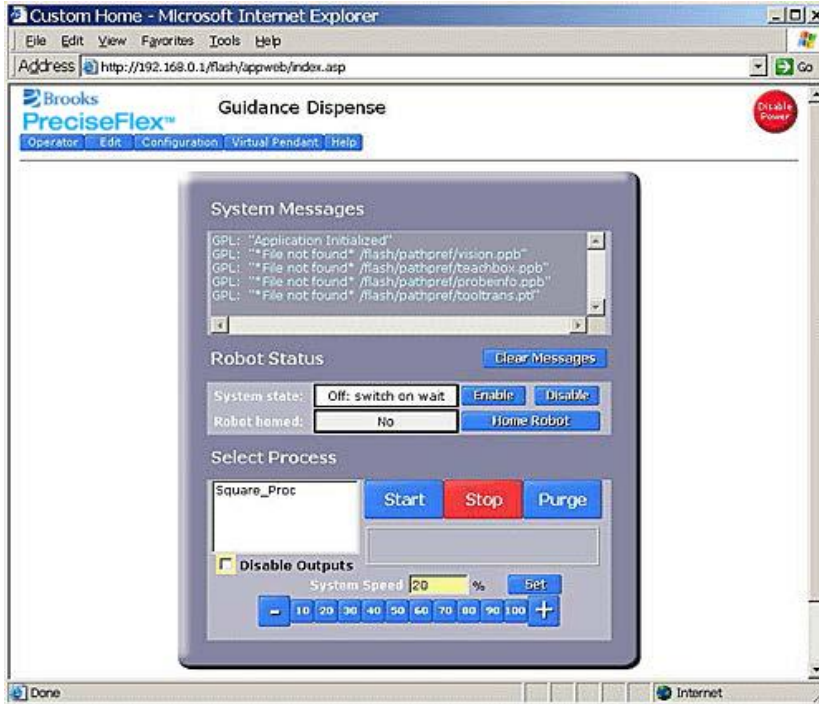 Custom Home - Microsoft Internet Explorer
File Edit View Favorites Tools Help
Address http://192.168.0.1/flash/appweb/index.asp Go
Brooks
PreciseFlex™
Guidance Dispense
Disable Power
Operator Edit Configuration Virtual Pendant Help
System Messages
GPL: "Application Initialized"
GPL: "*File not found* /flash/pathpref/vision.ppb"
GPL: "*File not found* /flash/pathpref/teachbox.ppb"
GPL: "*File not found* /flash/pathpref/probeinfo.ppb"
GPL: "*File not found* /flash/pathpref/tooltrans.ptl"
Robot Status Clear Messages
System state: Off: switch on wait Enable Disable
Robot homed: No Home Robot
Select Process
Square_Proc
Start Stop Purge
Disable Outputs
System Speed 20 % Set
- 10 20 30 40 50 60 70 80 90 100 +
Done Internet